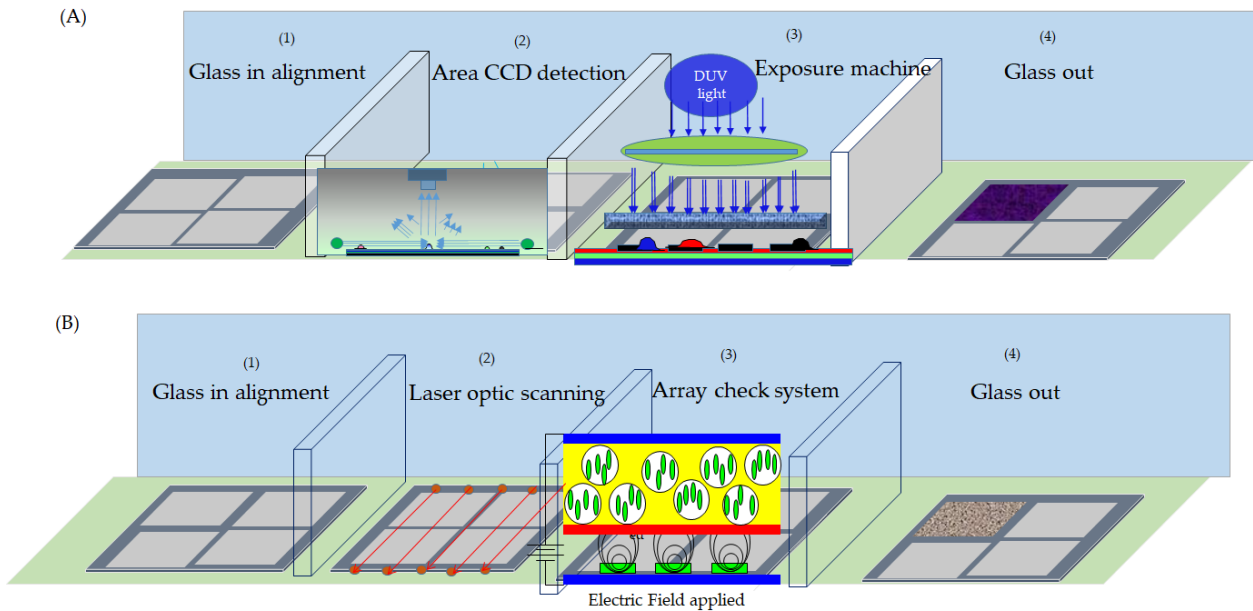 (A)
(1)
Glass in alignment
(2)
Area CCD detection
(3)
Exposure machine
(4)
Glass out
DUV
light
(B)
(1)
Glass in alignment
(2)
Laser optic scanning
(3)
Array check system
(4)
Glass out
Electric Field applied